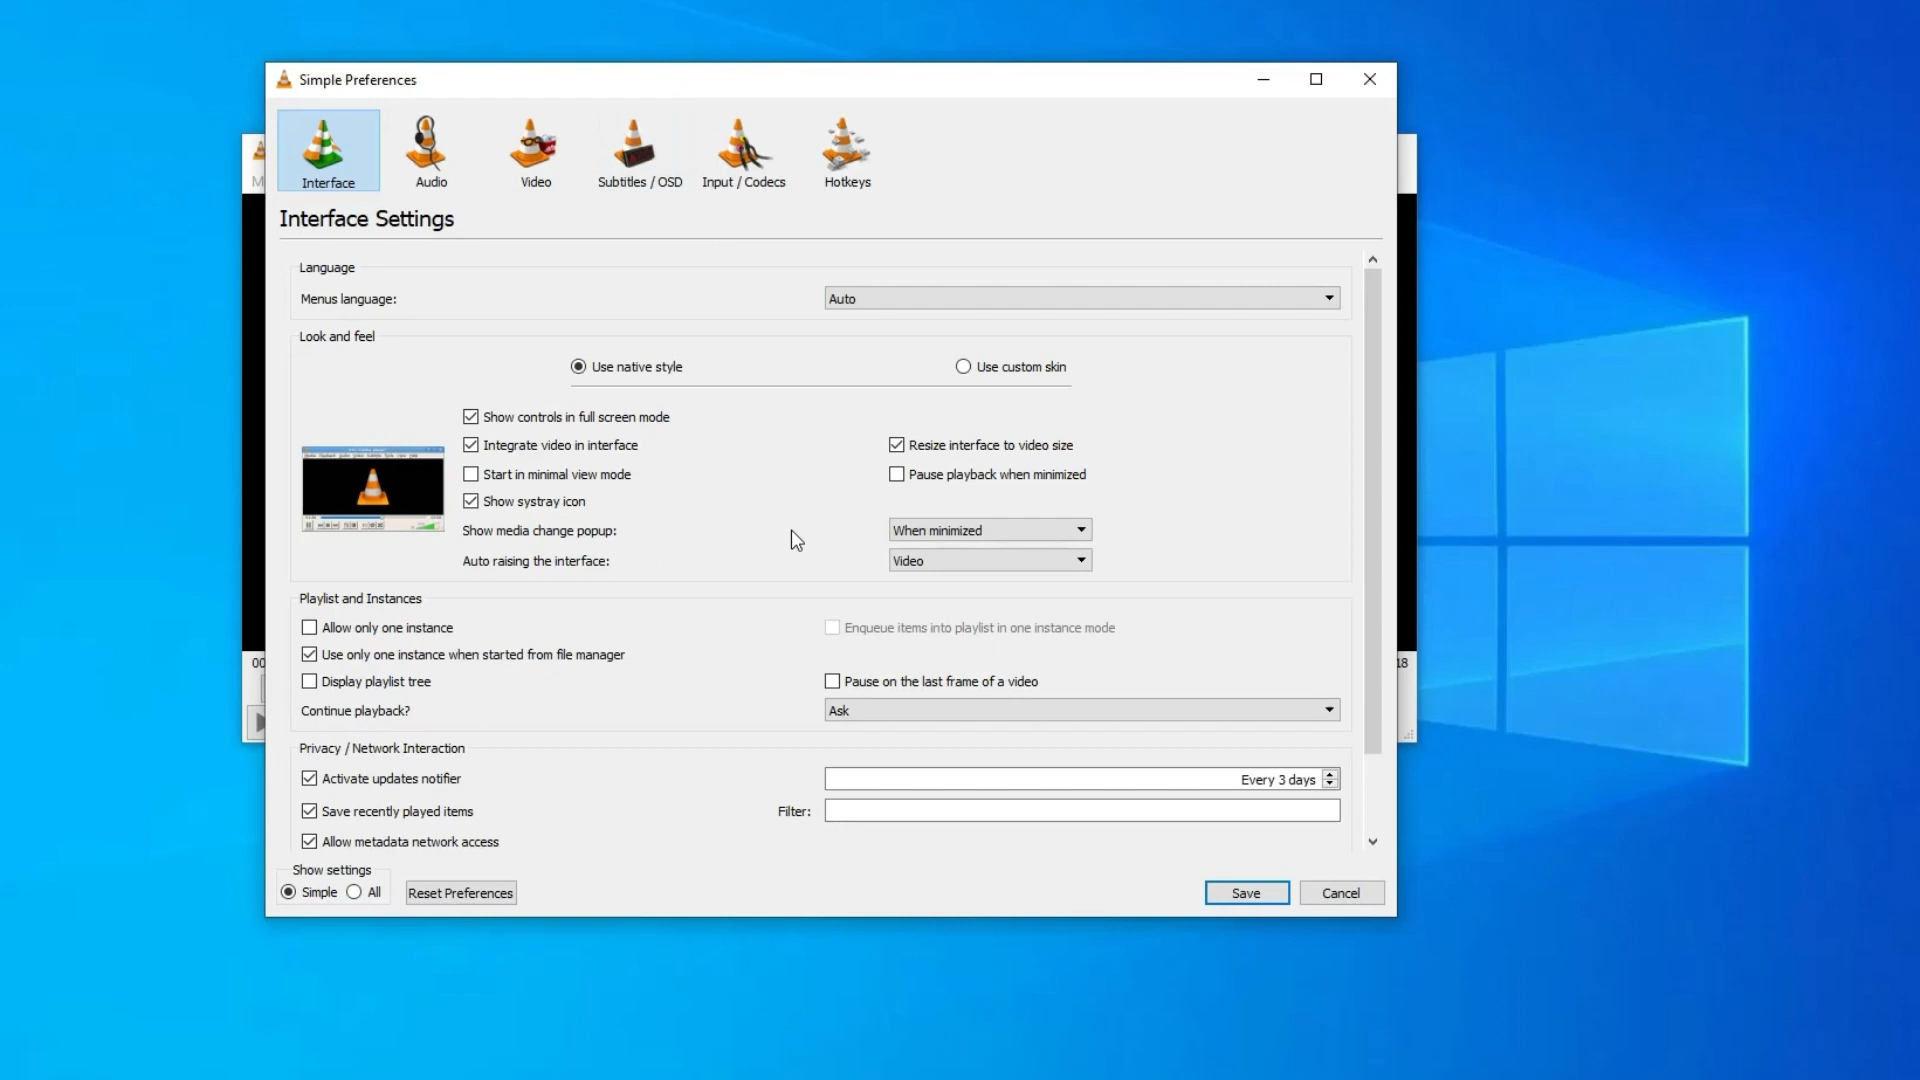 Simple Preferences
Interface
Audio
Video
Subtitles / OSD
Input / Codecs
Hotkeys
Interface Settings
Language
Menus language:
Auto
Look and feel
Use native style
Use custom skin
Show controls in full screen mode
Integrate video in interface
Resize interface to video size
Start in minimal view mode
Pause playback when minimized
Show systray icon
Show media change popup:
When minimized
Auto raising the interface:
Video
Playlist and Instances
Allow only one instance
Enqueue items into playlist in one instance mode
Use only one instance when started from file manager
Display playlist tree
Pause on the last frame of a video
Continue playback?
Ask
Privacy / Network Interaction
Activate updates notifier
Every 3 days
Save recently played items
Filter:
Allow metadata network access
Show settings
Simple
All
Reset Preferences
Save
Cancel
M
00
18